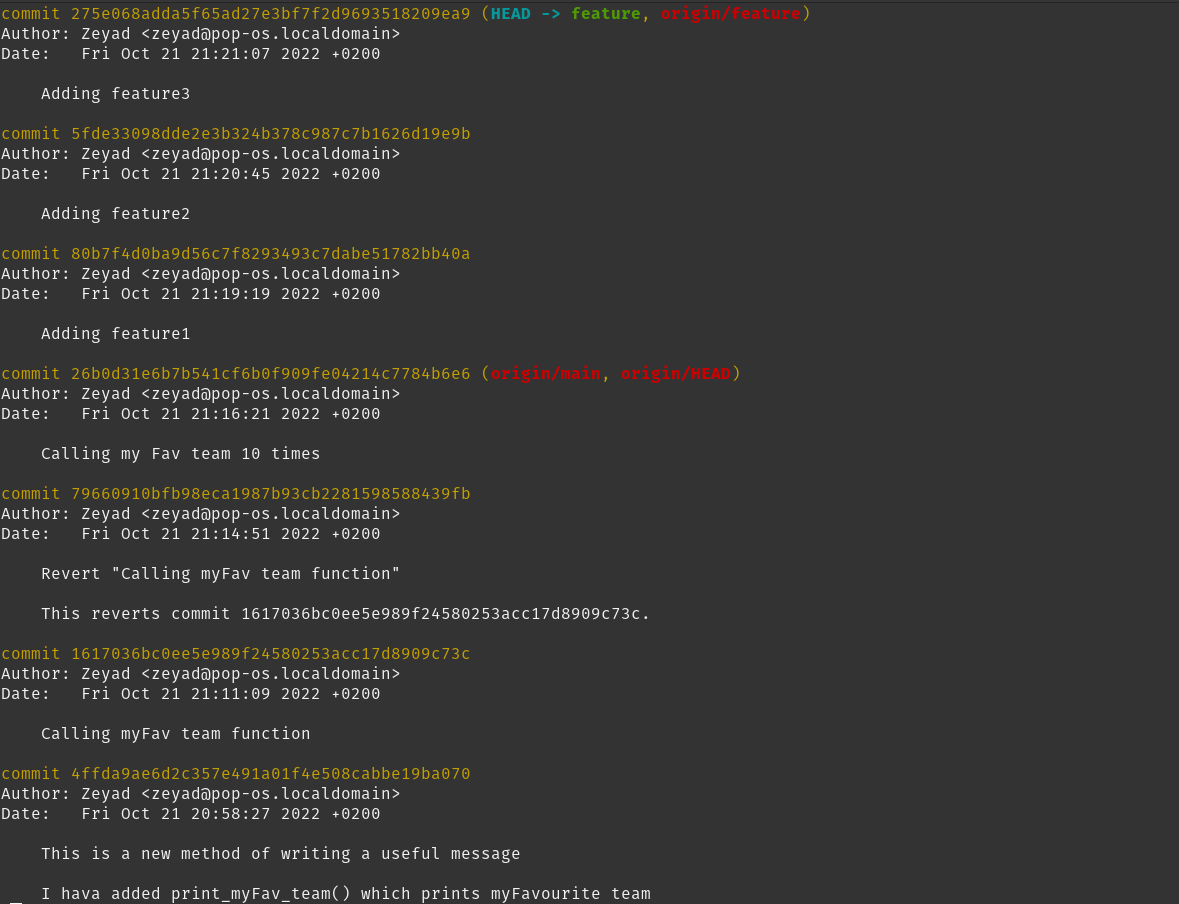 commit 275e068adda5f65ad27e3bf7f2d9693518209ea9 (HEAD -> feature, origin/feature)
Author: Zeyad <zeyad@pop-os.localdomain>
Date:   Fri Oct 21 21:21:07 2022 +0200
    Adding feature3
commit 5fde33098dde2e3b324b378c987c7b1626d19e9b
Author: Zeyad <zeyad@pop-os.localdomain>
Date:   Fri Oct 21 21:20:45 2022 +0200
    Adding feature2
commit 80b7f4d0ba9d56c7f8293493c7dabe51782bb40a
Author: Zeyad <zeyad@pop-os.localdomain>
Date:   Fri Oct 21 21:19:19 2022 +0200
    Adding feature1
commit 26b0d31e6b7b541cf6b0f909fe04214c7784b6e6 (origin/main, origin/HEAD)
Author: Zeyad <zeyad@pop-os.localdomain>
Date:   Fri Oct 21 21:16:21 2022 +0200
    Calling my Fav team 10 times
commit 79660910bfb98eca1987b93cb2281598588439fb
Author: Zeyad <zeyad@pop-os.localdomain>
Date:   Fri Oct 21 21:14:51 2022 +0200
    Revert "Calling myFav team function"
    This reverts commit 1617036bc0ee5e989f24580253acc17d8909c73c.
commit 1617036bc0ee5e989f24580253acc17d8909c73c
Author: Zeyad <zeyad@pop-os.localdomain>
Date:   Fri Oct 21 21:11:09 2022 +0200
    Calling myFav team function
commit 4ffda9ae6d2c357e491a01f4e508cabbe19ba070
Author: Zeyad <zeyad@pop-os.localdomain>
Date:   Fri Oct 21 20:58:27 2022 +0200
    This is a new method of writing a useful message
    I hava added print_myFav_team() which prints myFavourite team